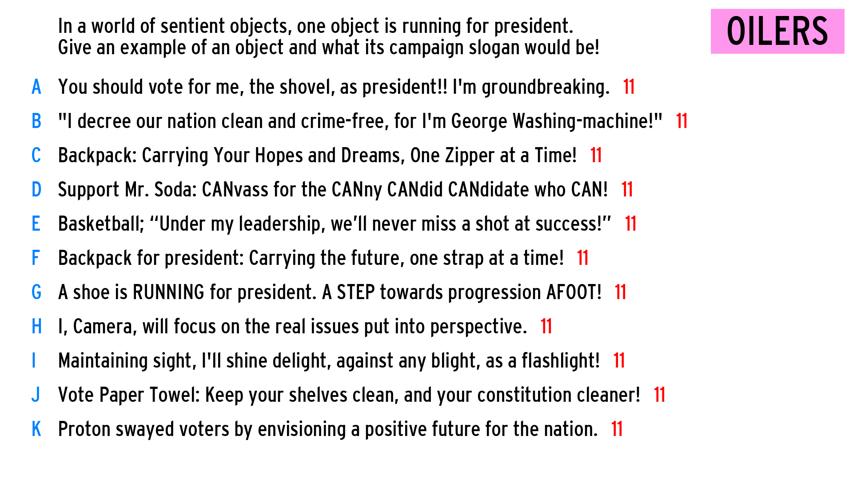 In a world of sentient objects, one object is running for president.
Give an example of an object and what its campaign slogan would be!
OILERS
A You should vote for me, the shovel, as president!! I'm groundbreaking. 11
B "I decree our nation clean and crime-free, for I'm George Washing-machine!" 11
C Backpack: Carrying Your Hopes and Dreams, One Zipper at a Time! 11
D Support Mr. Soda: CANvass for the CANny CANdid CANdidate who CAN! 11
E Basketball; “Under my leadership, we’ll never miss a shot at success!” 11
F Backpack for president: Carrying the future, one strap at a time! 11
G A shoe is RUNNING for president. A STEP towards progression AFOOT! 11
H I, Camera, will focus on the real issues put into perspective. 11
I Maintaining sight, I'll shine delight, against any blight, as a flashlight! 11
J Vote Paper Towel: Keep your shelves clean, and your constitution cleaner! 11
K Proton swayed voters by envisioning a positive future for the nation. 11